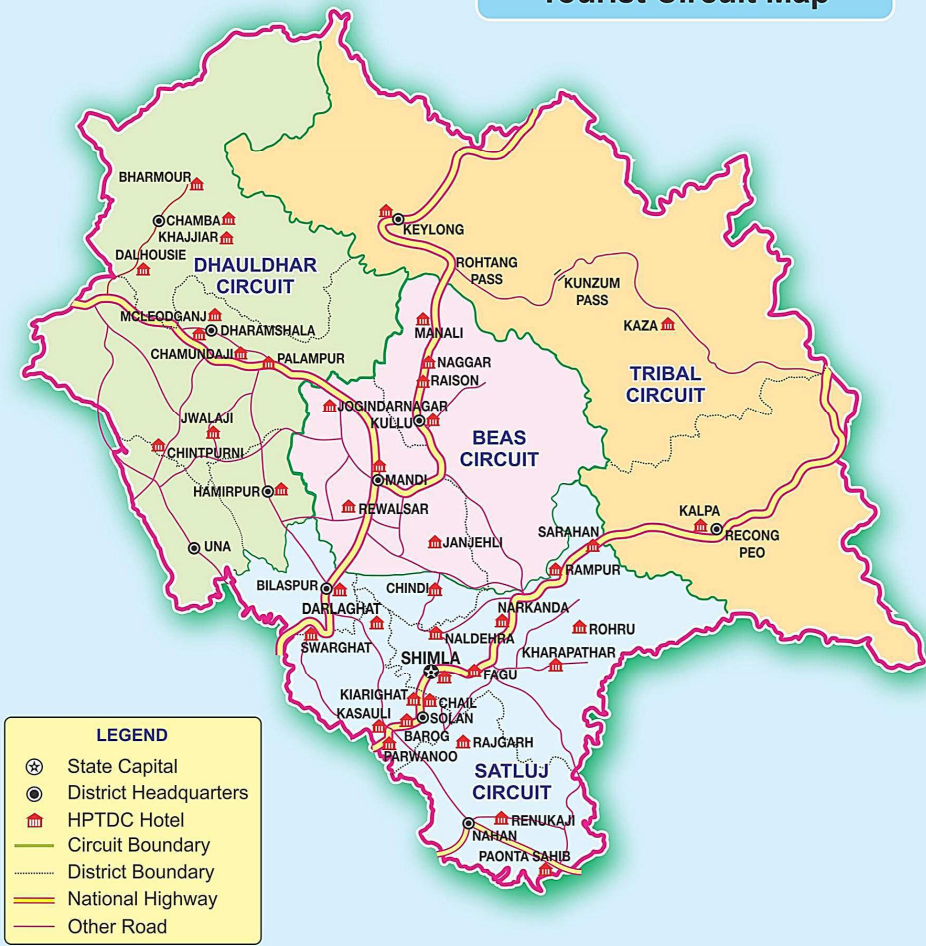 Tourist Circuit Map
BHARMOUR
CHAMBA
KHAJJIAR
DALHOUSIE
DHAULDHAR
CIRCUIT
KEYLONG
ROHTANG
PASS
KUNZUM
PASS
KAZA
MCLEODGANJ
DHARAMSHALA
CHAMUNDAJI
PALAMPUR
MANALI
NAGGAR
RAISON
TRIBAL
CIRCUIT
JOGINDARNAGAR
KULLU
JWALAJI
CHINTPURNI
BEAS
CIRCUIT
HAMIRPUR
MANDI
REWALSAR
KALPA
RECONG
PEO
SARAHAN
JANJEHLI
UNA
RAMPUR
BILASPUR
CHINDI
DARLAGHAT
NARKANDA
SWARGHAT
NALDEHRA
ROHRU
KHARAPATHAR
SHIMLA
FAGU
KIARIGHAT
CHAIL
KASAULI
SOLAN
BAROG
PARWANOO
RAJGARH
SATLUJ
CIRCUIT
RENUKAJI
NAHAN
PAONTA SAHIB
LEGEND
State Capital
District Headquarters
HPTDC Hotel
Circuit Boundary
District Boundary
National Highway
Other Road